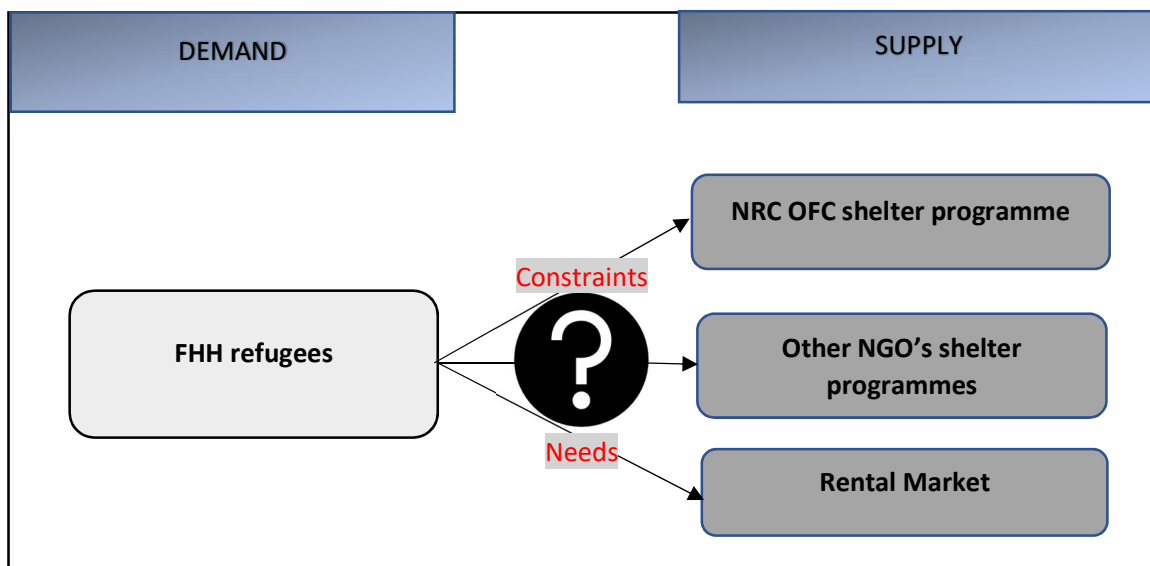 DEMAND
SUPPLY
NRC OFC shelter programme
Constraints
FHH refugees
?
Other NGO’s shelter
programmes
Needs
Rental Market